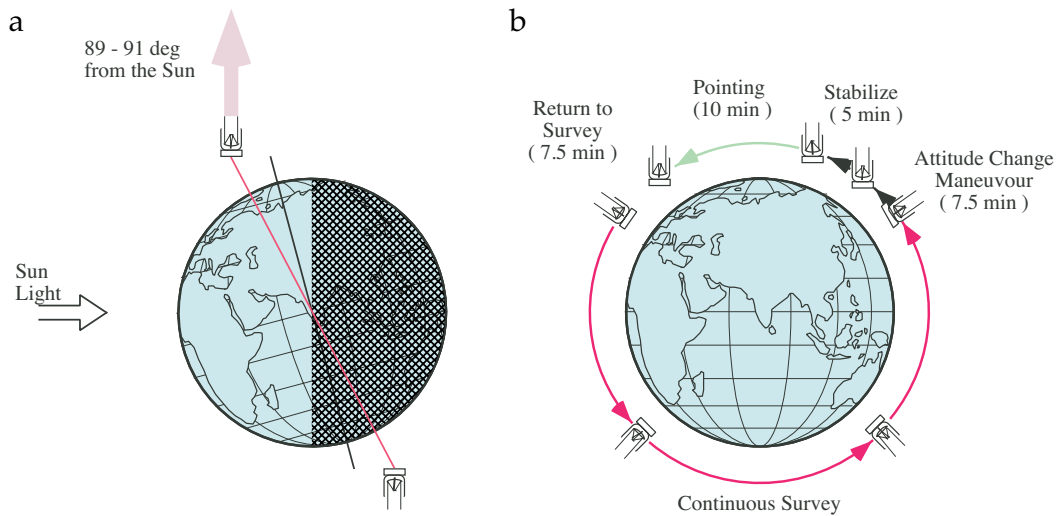 a
89 - 91 deg
from the Sun
Sun
Light
b
Pointing
(10 min )
Stabilize
( 5 min )
Return to
Survey
( 7.5 min )
Attitude Change
Maneuvour
( 7.5 min )
Continuous Survey